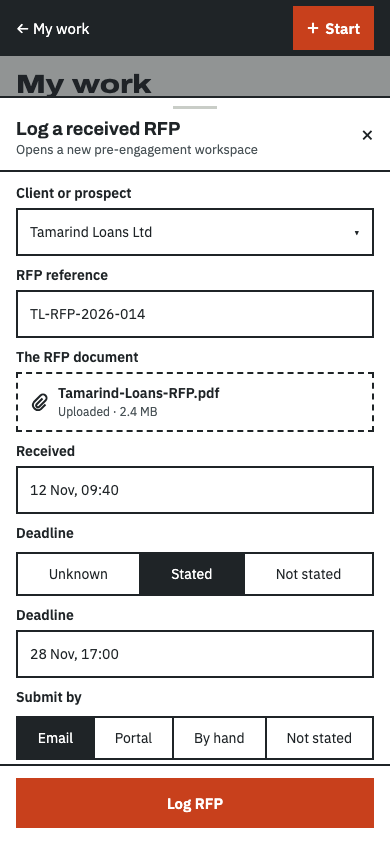 ← My work
+ Start
My work
Log a received RFP
Opens a new pre-engagement workspace
×
Client or prospect
Tamarind Loans Ltd
RFP reference
TL-RFP-2026-014
The RFP document
Tamarind-Loans-RFP.pdf
Uploaded · 2.4 MB
Received
12 Nov, 09:40
Deadline
Unknown Stated Not stated
Deadline
28 Nov, 17:00
Submit by
Email Portal By hand Not stated
Log RFP